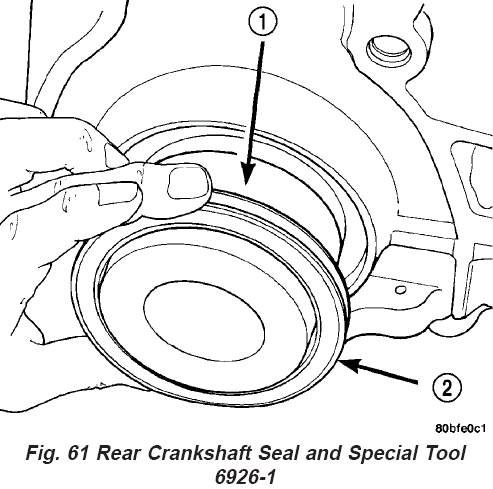 1
2
80bfe0c1
Fig. 61 Rear Crankshaft Seal and Special Tool
6926-1